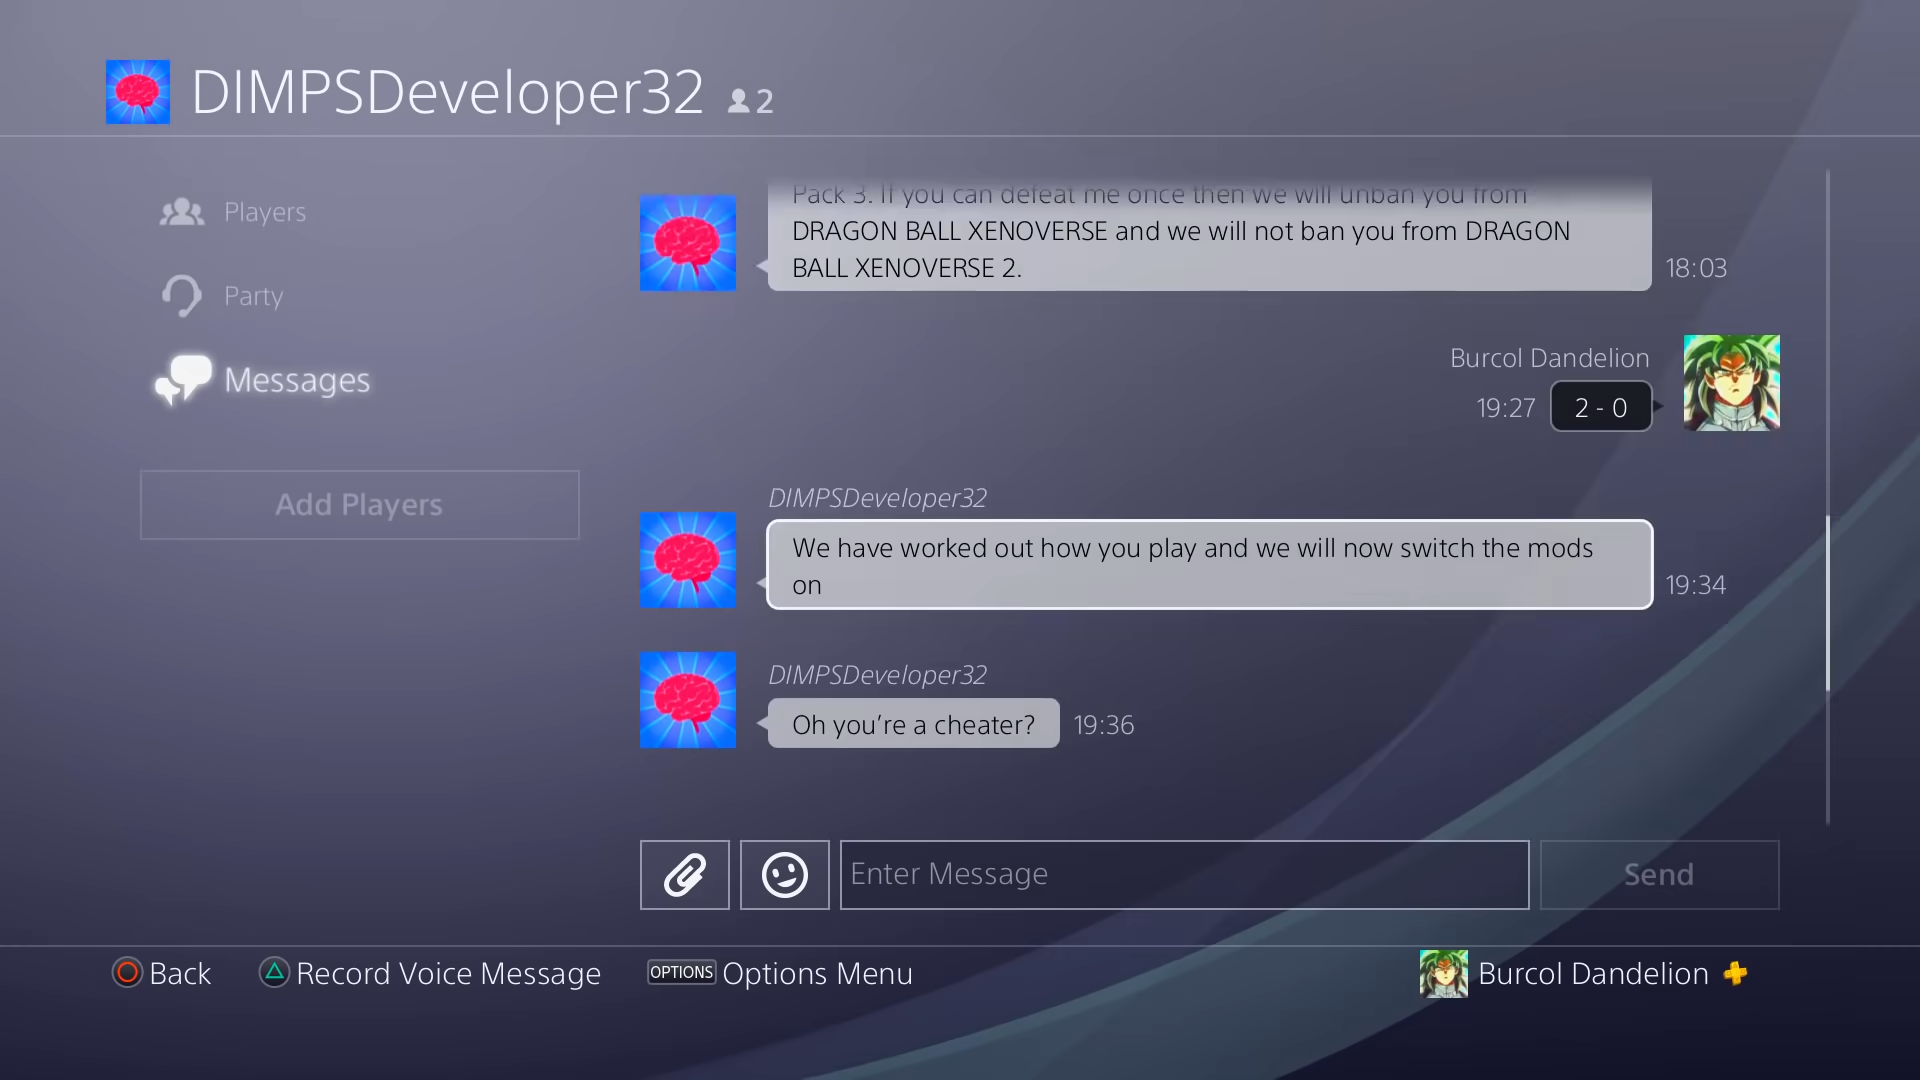 DIMPSDeveloper32 2
Players
Party
Messages
Add Players
Pack 3. If you can defeat me once then we will unban you from
DRAGON BALL XENOVERSE and we will not ban you from DRAGON
BALL XENOVERSE 2.
18:03
Burcol Dandelion
19:27 2 - 0
DIMPSDeveloper32
We have worked out how you play and we will now switch the mods
on
19:34
DIMPSDeveloper32
Oh you’re a cheater? 19:36
Enter Message
Send
Back Record Voice Message OPTIONS Options Menu Burcol Dandelion